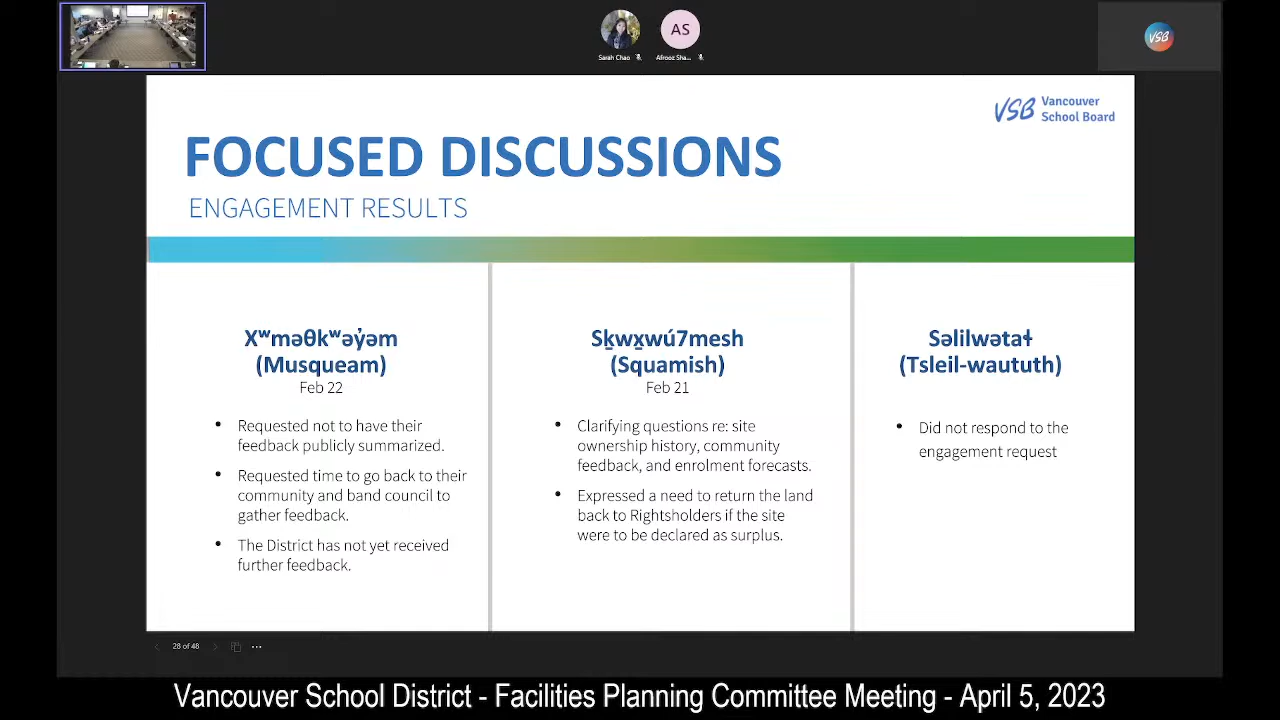 AS
Sarah Chao
Afrooz Sha...
VSB
VSB Vancouver
School Board
FOCUSED DISCUSSIONS
ENGAGEMENT RESULTS
Xʷməθkʷəy̓əm
(Musqueam)
Feb 22
• Requested not to have their
feedback publicly summarized.
• Requested time to go back to their
community and band council to
gather feedback.
• The District has not yet received
further feedback.
Sḵwx̱wú7mesh
(Squamish)
Feb 21
• Clarifying questions re: site
ownership history, community
feedback, and enrolment forecasts.
• Expressed a need to return the land
back to Rightsholders if the site
were to be declared as surplus.
Səlilwətaɬ
(Tsleil-waututh)
• Did not respond to the
engagement request
28 of 48
Vancouver School District - Facilities Planning Committee Meeting - April 5, 2023